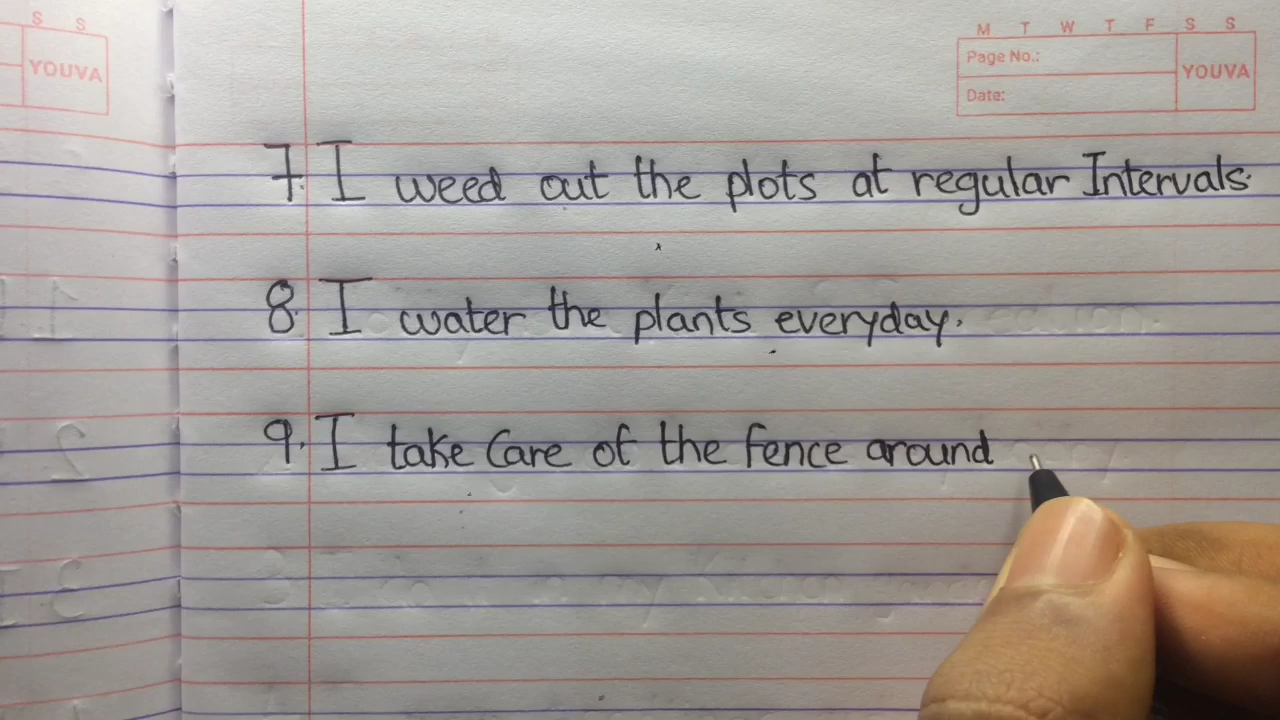 S S
YOUVA
M T W T F S S
Page No.:
YOUVA
Date:
7. I weed out the plots at regular Intervals.
8. I water the plants everyday.
9. I take Care of the fence around